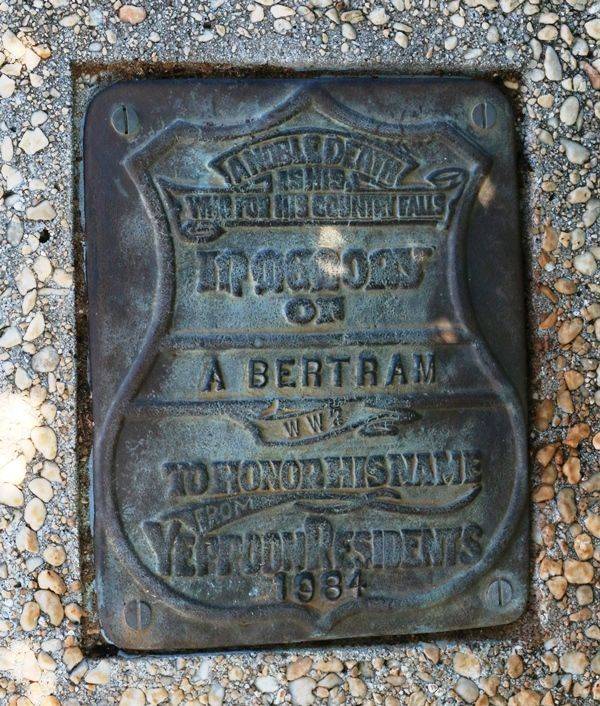 A NOBLE DEATH
IS HIS
WHO FOR HIS COUNTRY FALLS
IN MEMORY
OF
A BERTRAM
WW2
TO HONOR HIS NAME
FROM
YEPPOON RESIDENTS
1984